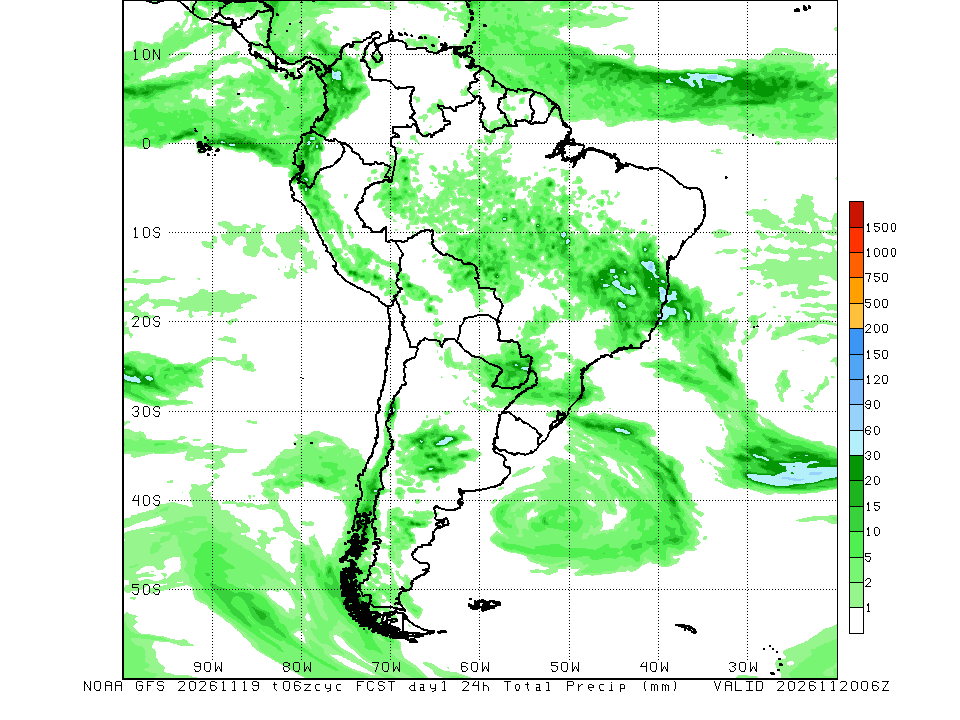 10N
0
10S
20S
30S
40S
50S
90W 80W 70W 60W 50W 40W 30W
1500
1000
750
500
200
150
120
90
60
30
20
15
10
5
2
1
NOAA GFS 20261119 t06zcyc FCST day1 24h Total Precip (mm) VALID 2026112006Z